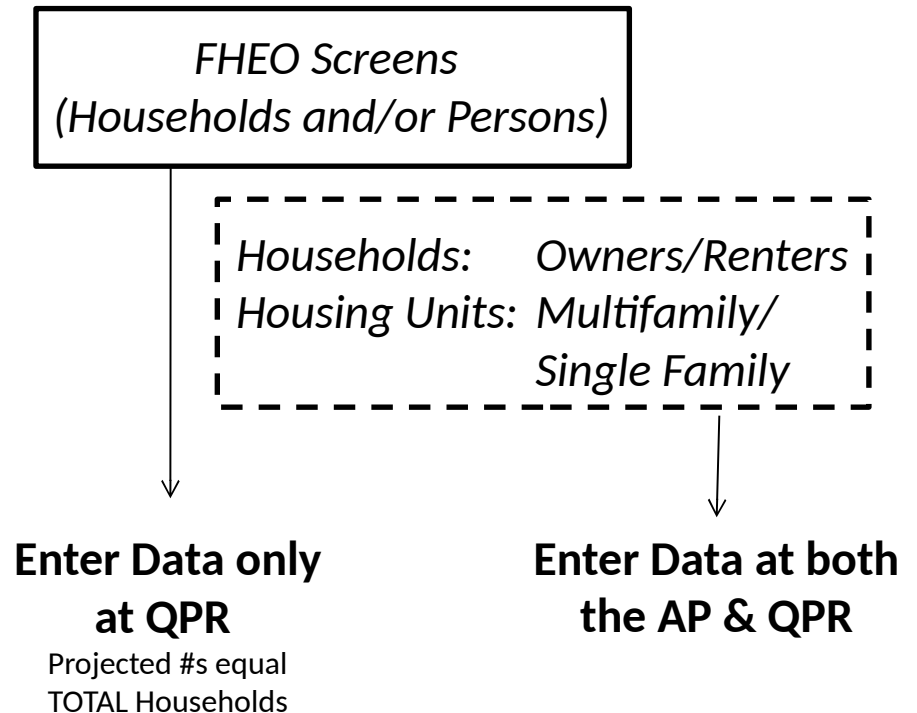 FHEO Screens
(Households and/or Persons)
Households: Owners/Renters
Housing Units: Multifamily/
Single Family
Enter Data only
at QPR
Projected #s equal
TOTAL Households
Enter Data at both
the AP & QPR